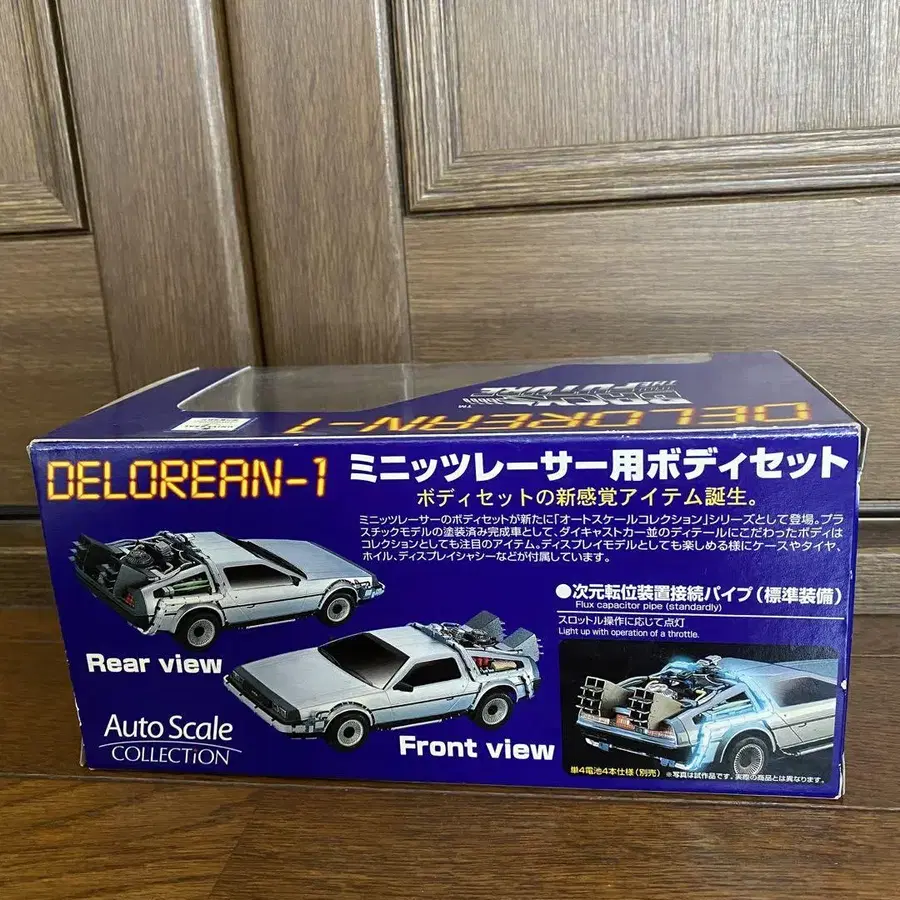 BACK TO THE FUTURE
™
DELOREAN-1
DELOREAN-1
ミニッツレーサー用ボディセット
ボディセットの新感覚アイテム誕生。
ミニッツレーサーのボディセットが新たに「オートスケールコレクション」シリーズとして登場。プラ
スチックモデルの塗装済み完成車として、ダイキャストカー並のディテールにこだわったボディは
コレクションとしても注目のアイテム。ディスプレイモデルとしても楽しめる様にケースやタイヤ、
ホイル、ディスプレイシャシーなどが付属しています。
●次元転位装置接続パイプ(標準装備)
Flux capacitor pipe (standardly)
スロットル操作に応じて点灯
Light up with operation of a throttle.
Rear view
Front view
Auto Scale
COLLECTiON
単4電池4本仕様(別売)
※写真は試作品です。実際の商品とは異なります。